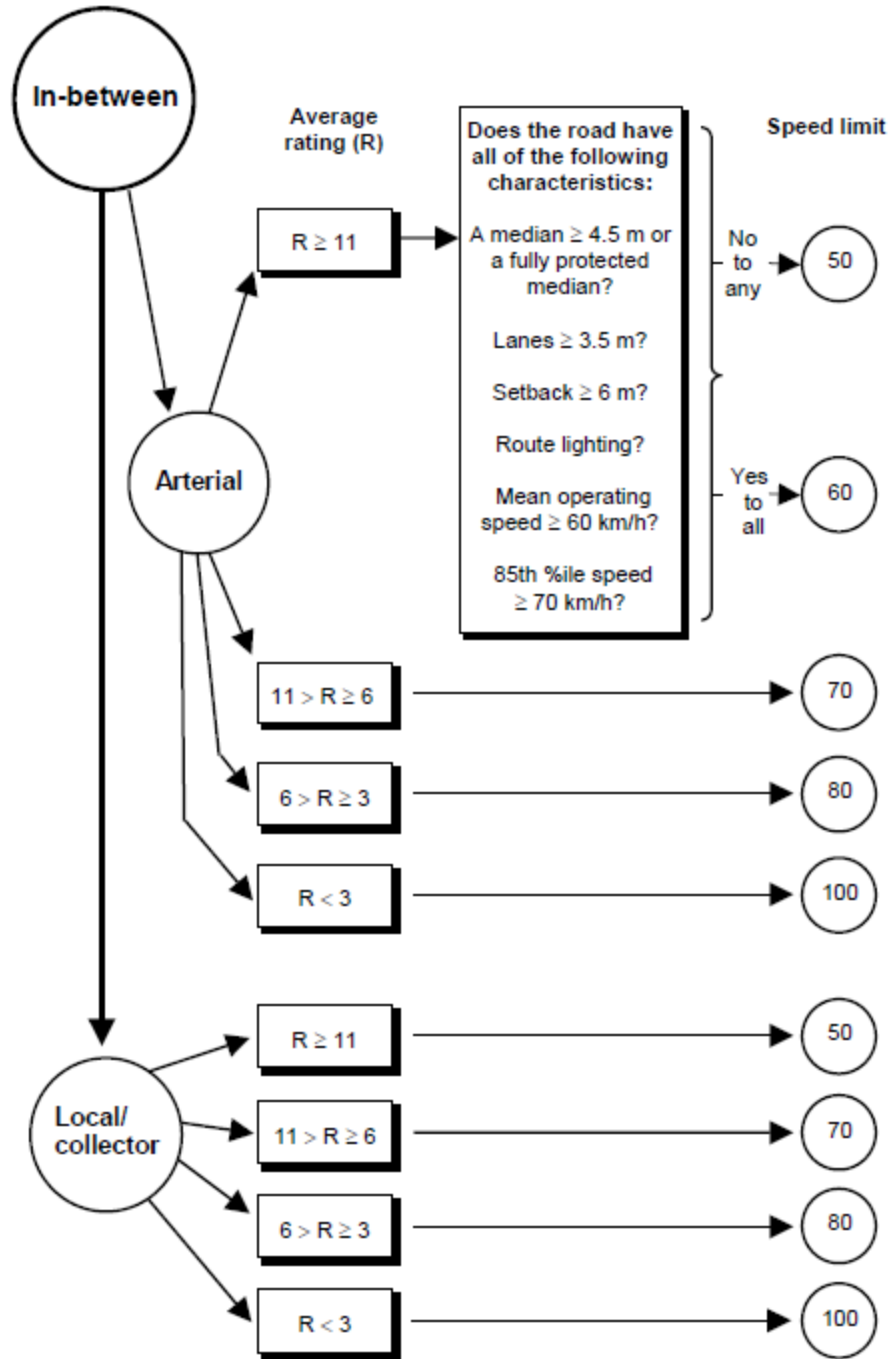 In-between
Average
rating (R)
Does the road have
all of the following
characteristics:
Speed limit
R ≥ 11
A median ≥ 4.5 m or
a fully protected
median?
Lanes ≥ 3.5 m?
Setback ≥ 6 m?
Route lighting?
Mean operating
speed ≥ 60 km/h?
85th %ile speed
≥ 70 km/h?
No
to
any
50
Yes
to
all
60
Arterial
11 > R ≥ 6
70
6 > R ≥ 3
80
R < 3
100
Local/
collector
R ≥ 11
50
11 > R ≥ 6
70
6 > R ≥ 3
80
R < 3
100